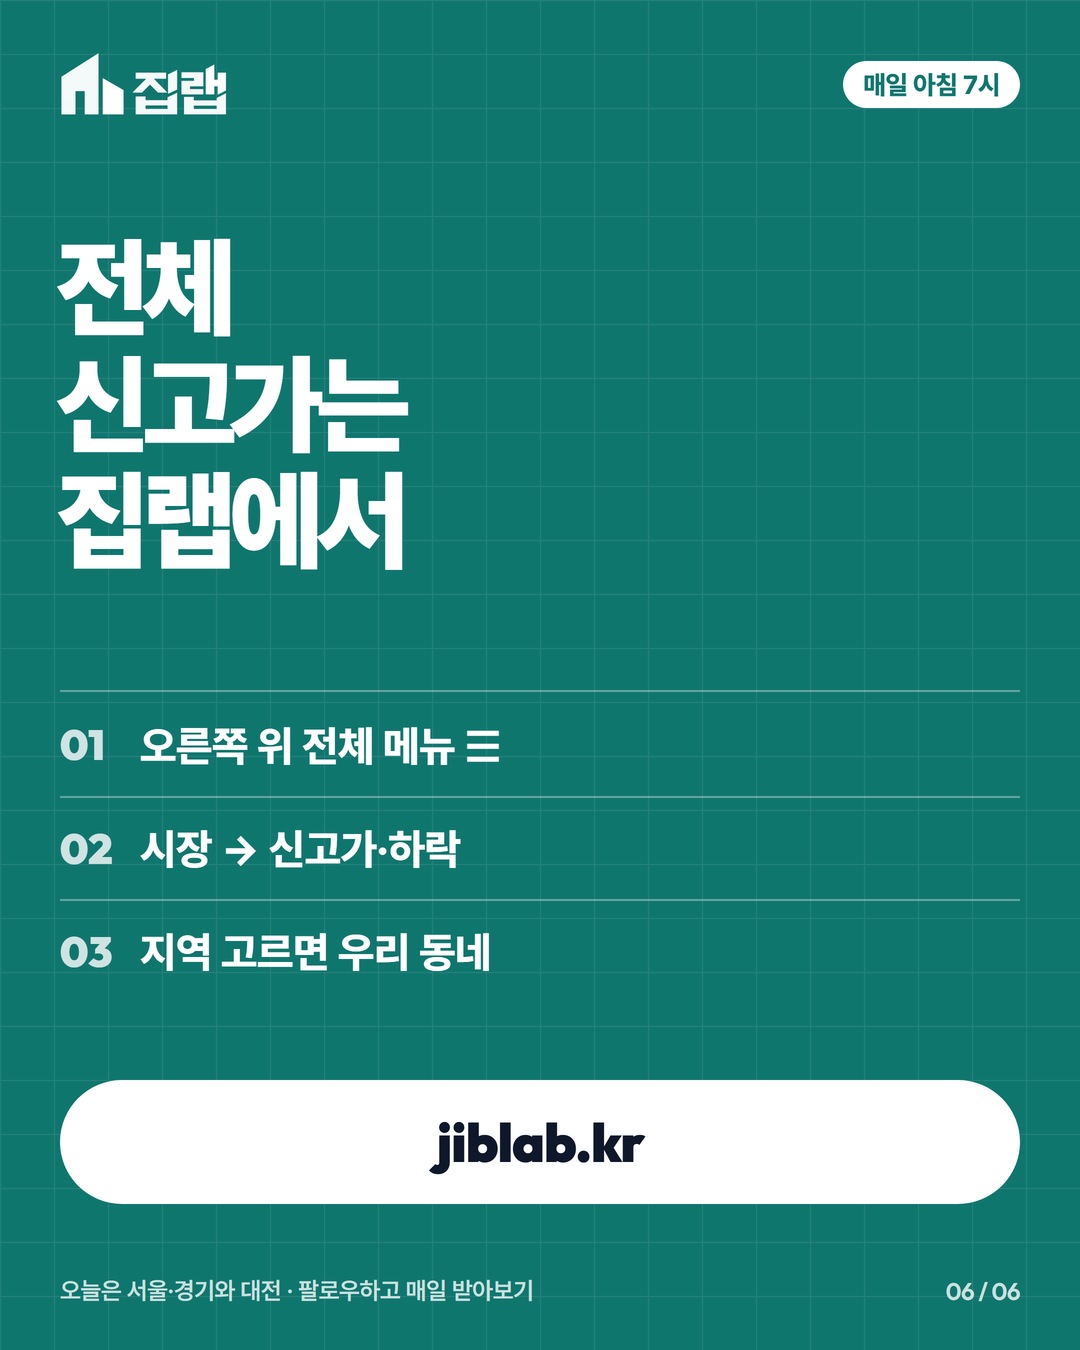 집랩
매일 아침 7시
전체
신고가는
집랩에서
01 오른쪽 위 전체 메뉴 ☰
02 시장 → 신고가·하락
03 지역 고르면 우리 동네
jiblab.kr
오늘은 서울·경기와 대전 · 팔로우하고 매일 받아보기
06 / 06